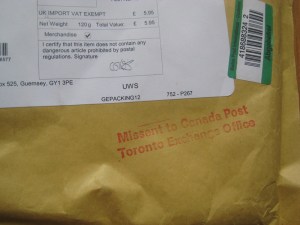 UK IMPORT VAT EXEMPT £ 5.95
Net Weight 120g Total Value: £ 5.95
Merchandise ✓
I certify that this item does not contain any
dangerous article prohibited by postal
regulations. Signature
ox 525, Guernsey, GY1 3PE
UWS
GEPACKING12 752 - P267
Missent to Canada Post
Toronto Exchange Office